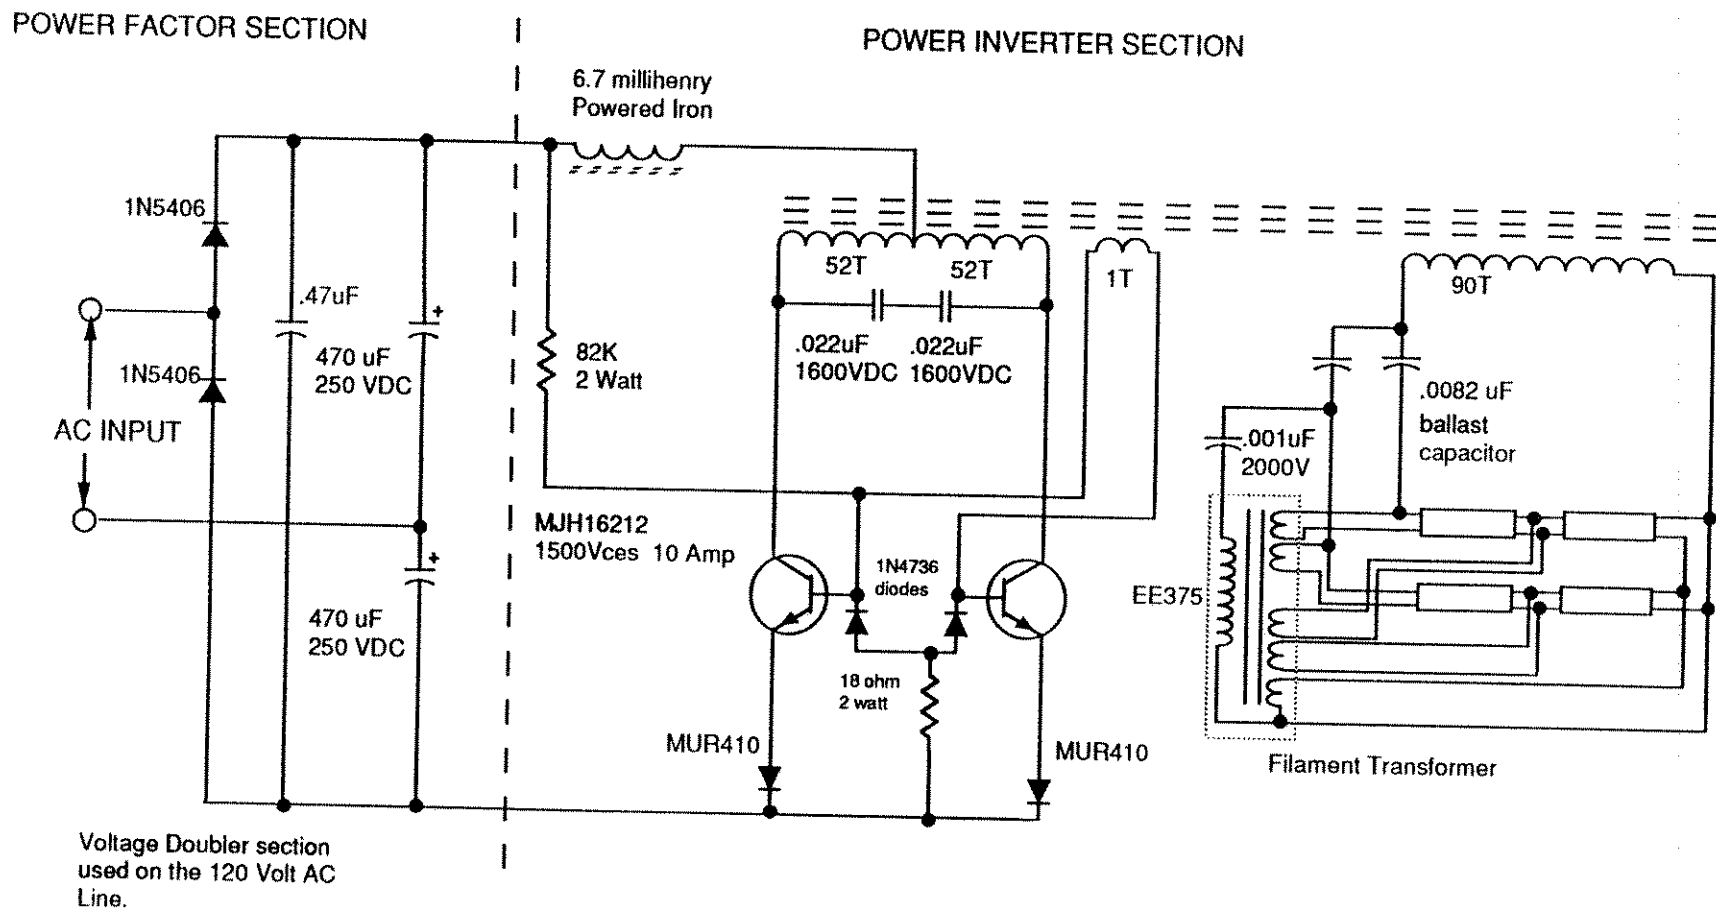 POWER FACTOR SECTION
POWER INVERTER SECTION
6.7 millihenry
Powered Iron
1N5406
52T
52T
1T
90T
.47uF
+
470 uF
250 VDC
82K
2 Watt
.022uF
1600VDC
.022uF
1600VDC
1N5406
AC INPUT
.0082 uF
ballast
capacitor
.001uF
2000V
MJH16212
1500Vces 10 Amp
+
1N4736
diodes
EE375
470 uF
250 VDC
18 ohm
2 watt
MUR410
MUR410
Filament Transformer
Voltage Doubler section
used on the 120 Volt AC
Line.